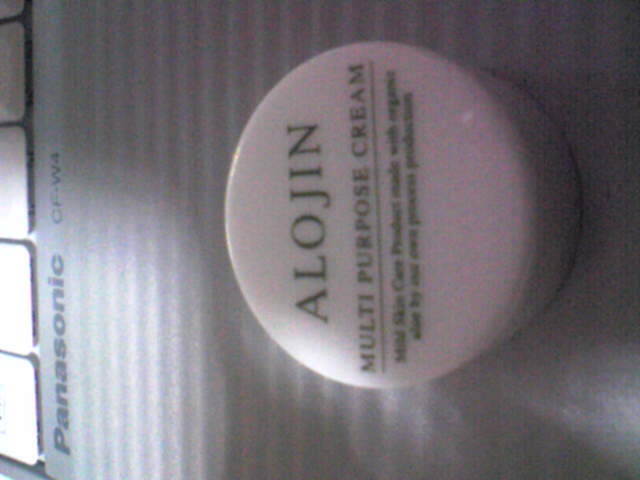 ALOJIN
MULTI PURPOSE CREAM
Mild Skin Care Product made with organic
aloe by our own process production
Panasonic CF-W4